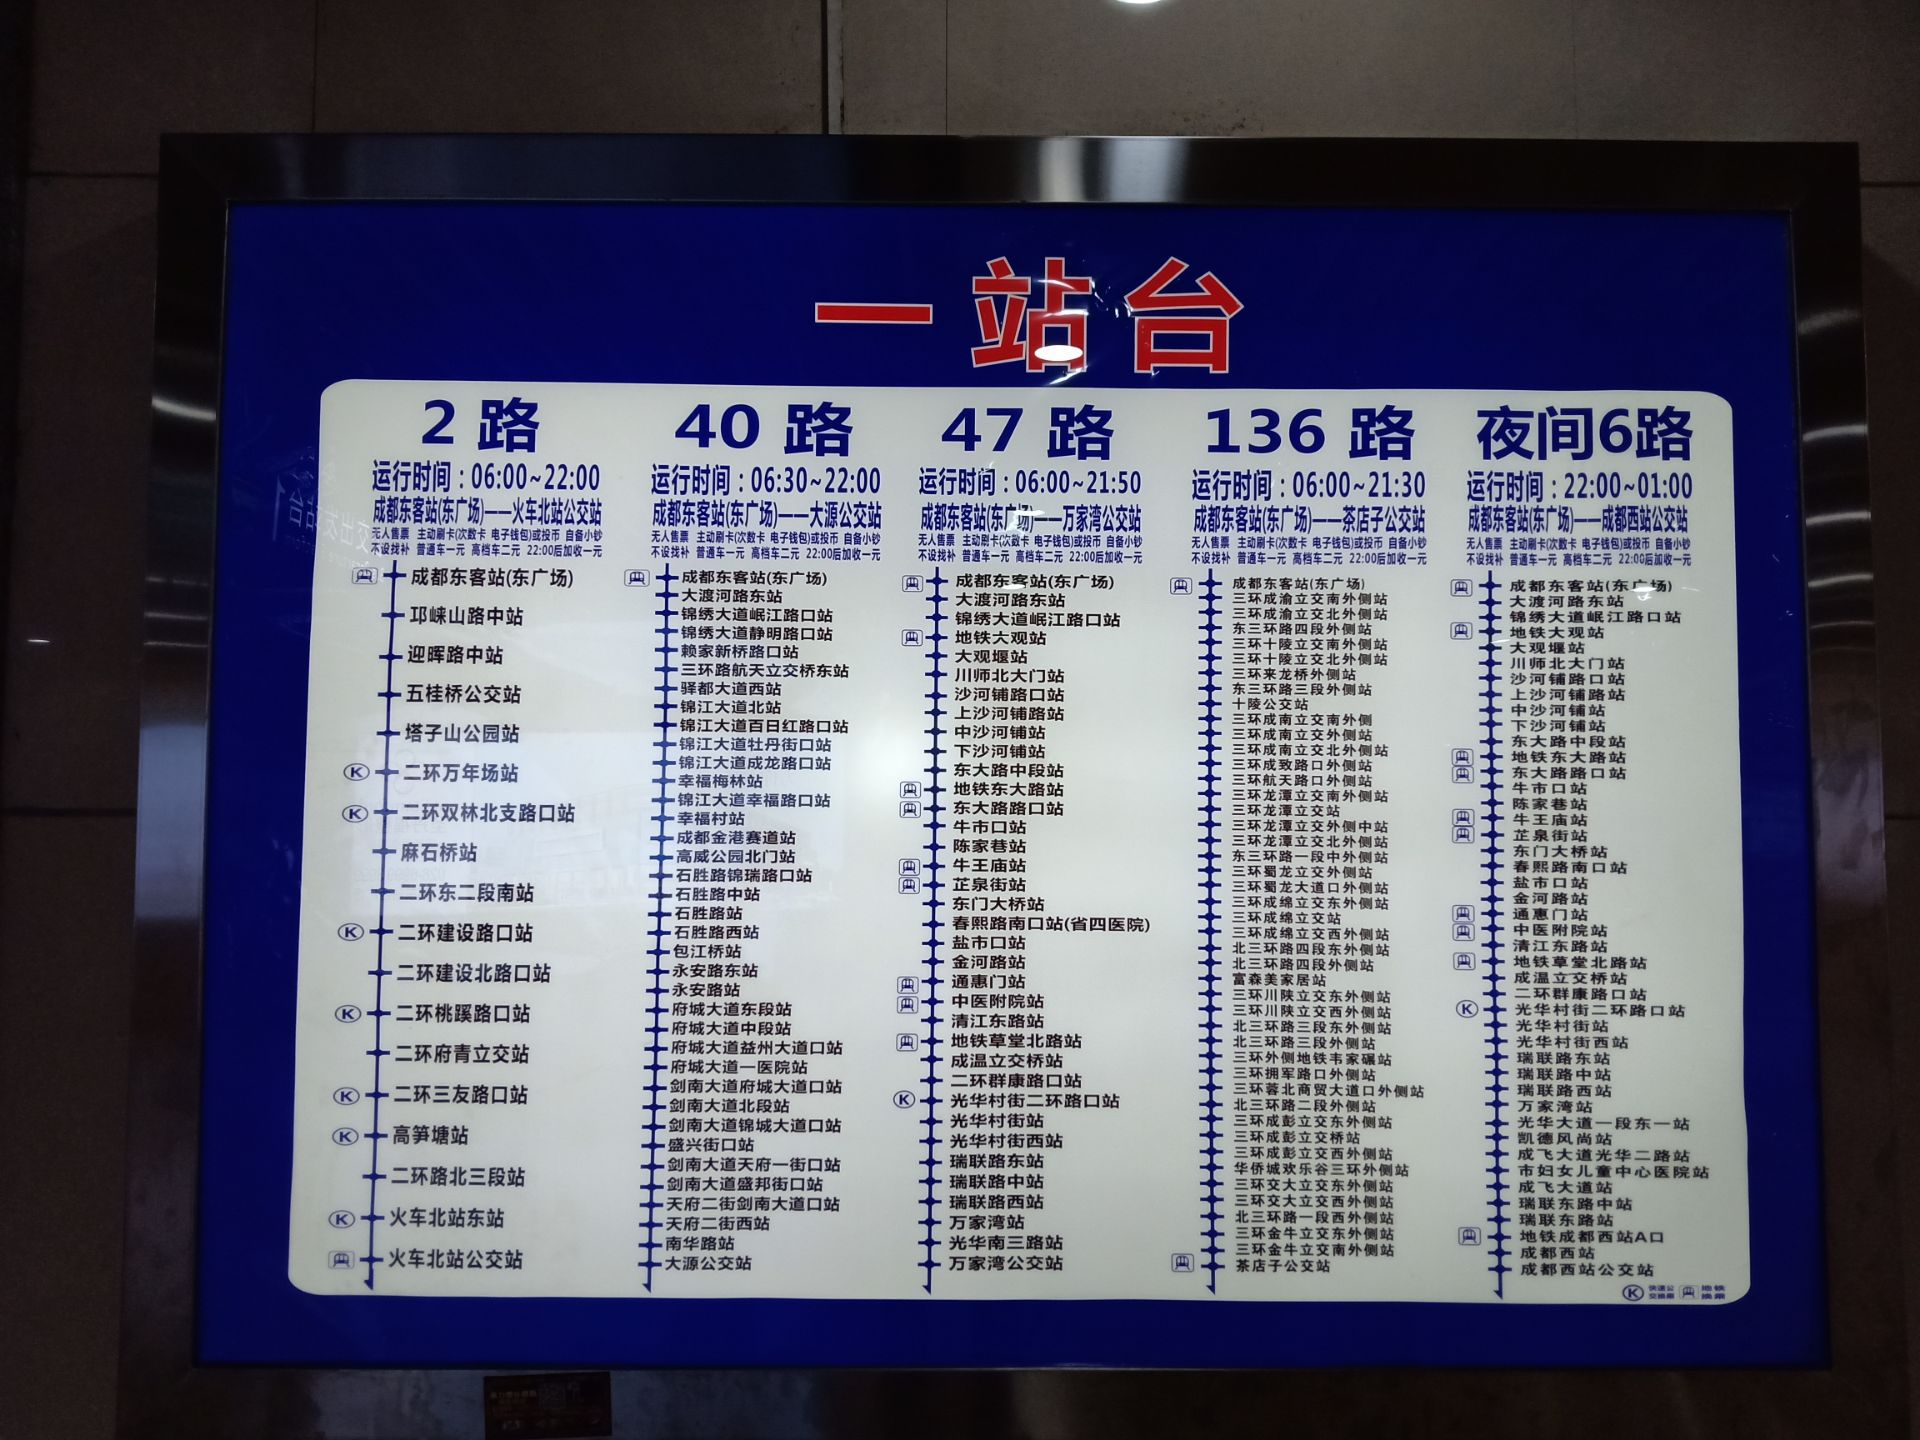 一站台
2 路
运行时间：06:00~22:00
成都东客站(东广场)——火车北站公交站
无人售票 主动刷卡(次数卡 电子钱包)或投币 自备小钞
不设找补 普通车一元 高档车二元 22:00后加收一元
成都东客站(东广场)
邛崃山路中站
迎晖路中站
五桂桥公交站
塔子山公园站
K 二环万年场站
K 二环双林北支路口站
麻石桥站
二环东二段南站
K 二环建设路口站
二环建设北路口站
K 二环桃蹊路口站
二环府青立交站
K 二环三友路口站
K 高笋塘站
二环路北三段站
K 火车北站东站
火车北站公交站
40 路
运行时间：06:30~22:00
成都东客站(东广场)——大源公交站
无人售票 主动刷卡(次数卡 电子钱包)或投币 自备小钞
不设找补 普通车一元 高档车二元 22:00后加收一元
成都东客站(东广场)
大渡河路东站
锦绣大道岷江路口站
锦绣大道静明路口站
赖家新桥路口站
三环路航天立交桥东站
驿都大道西站
锦江大道北站
锦江大道百日红路口站
锦江大道牡丹街口站
锦江大道成龙路口站
幸福梅林站
锦江大道幸福路口站
幸福村站
成都金港赛道站
高威公园北门站
石胜路锦瑞路口站
石胜路中站
石胜路站
石胜路西站
包江桥站
永安路东站
永安路站
府城大道东段站
府城大道中段站
府城大道益州大道口站
府城大道一医院站
剑南大道府城大道口站
剑南大道北段站
剑南大道锦城大道口站
盛兴街口站
剑南大道天府一街口站
剑南大道盛邦街口站
天府二街剑南大道口站
天府二街西站
南华路站
大源公交站
47 路
运行时间：06:00~21:50
成都东客站(东广场)——万家湾公交站
无人售票 主动刷卡(次数卡 电子钱包)或投币 自备小钞
不设找补 普通车一元 高档车二元 22:00后加收一元
成都东客站(东广场)
大渡河路东站
锦绣大道岷江路口站
地铁大观站
大观堰站
川师北大门站
沙河铺路口站
上沙河铺路站
中沙河铺站
下沙河铺站
东大路中段站
地铁东大路站
东大路路口站
牛市口站
陈家巷站
牛王庙站
芷泉街站
东门大桥站
春熙路南口站(省四医院)
盐市口站
金河路站
通惠门站
中医附院站
清江东路站
地铁草堂北路站
成温立交桥站
二环群康路口站
K 光华村街二环路口站
光华村街站
光华村街西站
瑞联路东站
瑞联路中站
瑞联路西站
万家湾站
光华南三路站
万家湾公交站
136 路
运行时间：06:00~21:30
成都东客站(东广场)——茶店子公交站
无人售票 主动刷卡(次数卡 电子钱包)或投币 自备小钞
不设找补 普通车一元 高档车二元 22:00后加收一元
成都东客站(东广场)
三环成渝立交南外侧站
三环成渝立交北外侧站
东三环路四段外侧站
三环十陵立交南外侧站
三环十陵立交北外侧站
三环来龙桥外侧站
东三环路三段外侧站
十陵公交站
三环成南立交南外侧
三环成南立交外侧站
三环成南立交北外侧站
三环成致路口外侧站
三环航天路口外侧站
三环龙潭立交南外侧站
三环龙潭立交站
三环龙潭立交外侧中站
三环龙潭立交北外侧站
东三环路一段中外侧站
三环蜀龙立交外侧站
三环蜀龙大道口外侧站
三环成绵立交东外侧站
三环成绵立交站
三环成绵立交西外侧站
北三环路四段东外侧站
北三环路四段外侧站
富森美家居站
三环川陕立交东外侧站
三环川陕立交西外侧站
北三环路三段东外侧站
北三环路三段外侧站
三环外侧地铁韦家碾站
三环拥军路口外侧站
三环蓉北商贸大道口外侧站
北三环路二段外侧站
三环成彭立交东外侧站
三环成彭立交桥站
三环成彭立交西外侧站
华侨城欢乐谷三环外侧站
三环交大立交东外侧站
三环交大立交西外侧站
北三环路一段西外侧站
三环金牛立交东外侧站
三环金牛立交南外侧站
茶店子公交站
夜间6路
运行时间：22:00~01:00
成都东客站(东广场)——成都西站公交站
无人售票 主动刷卡(次数卡 电子钱包)或投币 自备小钞
不设找补 普通车一元 高档车二元 22:00后加收一元
成都东客站(东广场)
大渡河路东站
锦绣大道岷江路口站
地铁大观站
大观堰站
川师北大门站
沙河铺路口站
上沙河铺路站
中沙河铺站
下沙河铺站
东大路中段站
地铁东大路站
东大路路口站
牛市口站
陈家巷站
牛王庙站
芷泉街站
东门大桥站
春熙路南口站
盐市口站
金河路站
通惠门站
中医附院站
清江东路站
地铁草堂北路站
成温立交桥站
二环群康路口站
K 光华村街二环路口站
光华村街站
光华村街西站
瑞联路东站
瑞联路中站
瑞联路西站
万家湾站
光华大道一段东一站
凯德风尚站
成飞大道光华二路站
市妇女儿童中心医院站
成飞大道站
瑞联东路中站
瑞联东路站
地铁成都西站A口
成都西站
成都西站公交站
K 快速公交换乘 地铁换乘